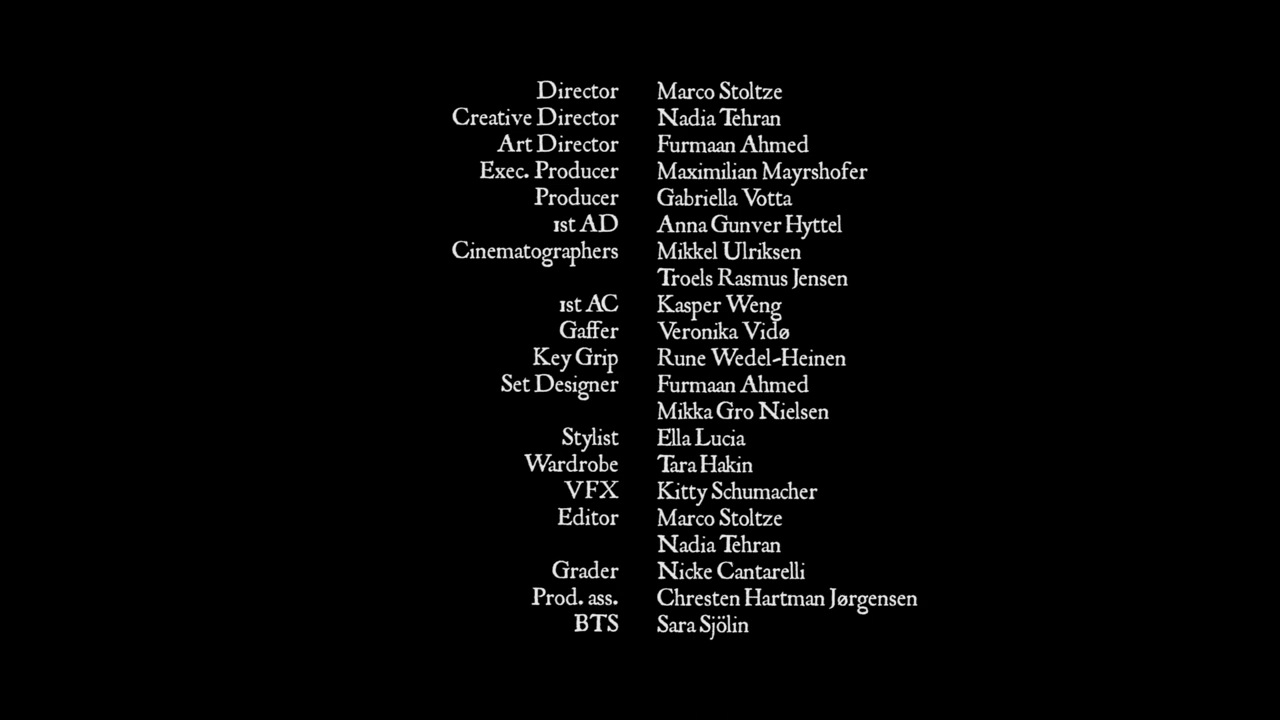 Director Marco Stoltze
Creative Director Nadia Tehran
Art Director Furmaan Ahmed
Exec. Producer Maximilian Mayrshofer
Producer Gabriella Votta
1st AD Anna Gunver Hyttel
Cinematographers Mikkel Ulriksen
Troels Rasmus Jensen
1st AC Kasper Weng
Gaffer Veronika Vidø
Key Grip Rune Wedel-Heinen
Set Designer Furmaan Ahmed
Mikka Gro Nielsen
Stylist Ella Lucia
Wardrobe Tara Hakin
VFX Kitty Schumacher
Editor Marco Stoltze
Nadia Tehran
Grader Nicke Cantarelli
Prod. ass. Chresten Hartman Jørgensen
BTS Sara Sjölin